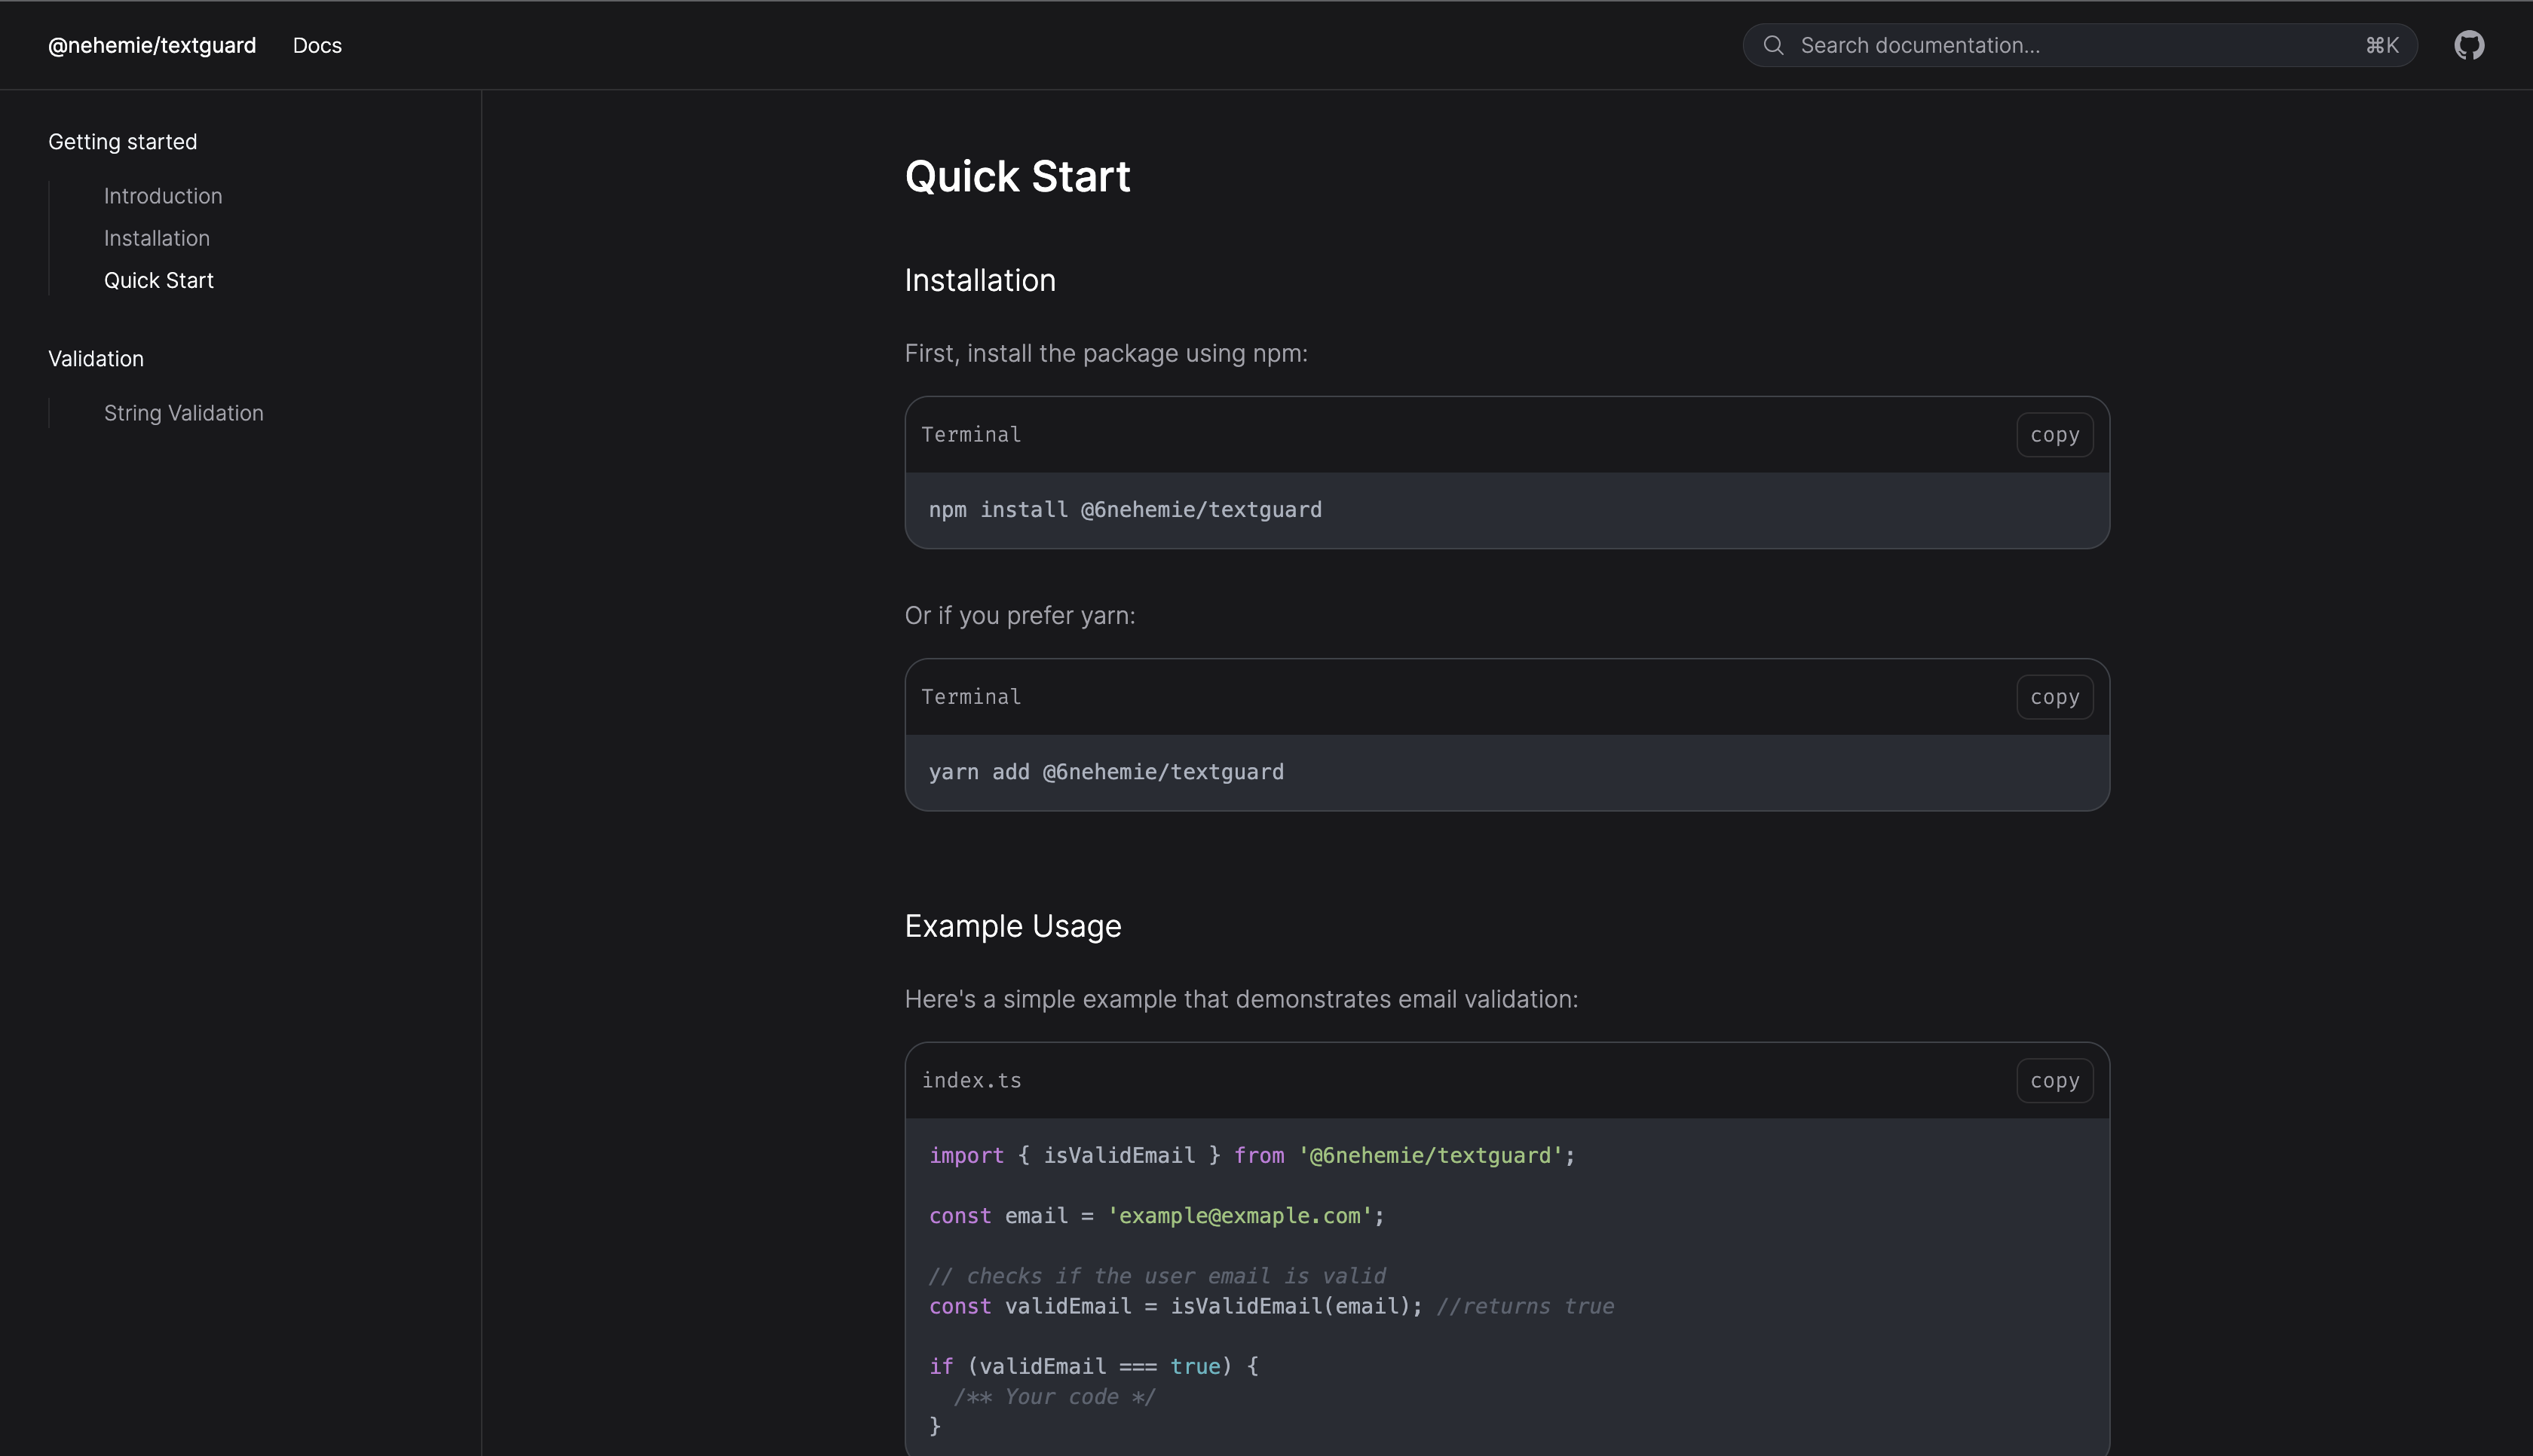 @nehemie/textguard Docs Search documentation... ⌘K
Getting started
Introduction
Installation
Quick Start
Validation
String Validation
Quick Start
Installation
First, install the package using npm:
Terminal copy
npm install @6nehemie/textguard
Or if you prefer yarn:
Terminal copy
yarn add @6nehemie/textguard
Example Usage
Here's a simple example that demonstrates email validation:
index.ts copy
import { isValidEmail } from '@6nehemie/textguard';
const email = 'example@exmaple.com';
// checks if the user email is valid
const validEmail = isValidEmail(email); //returns true
if (validEmail === true) {
/** Your code */
}